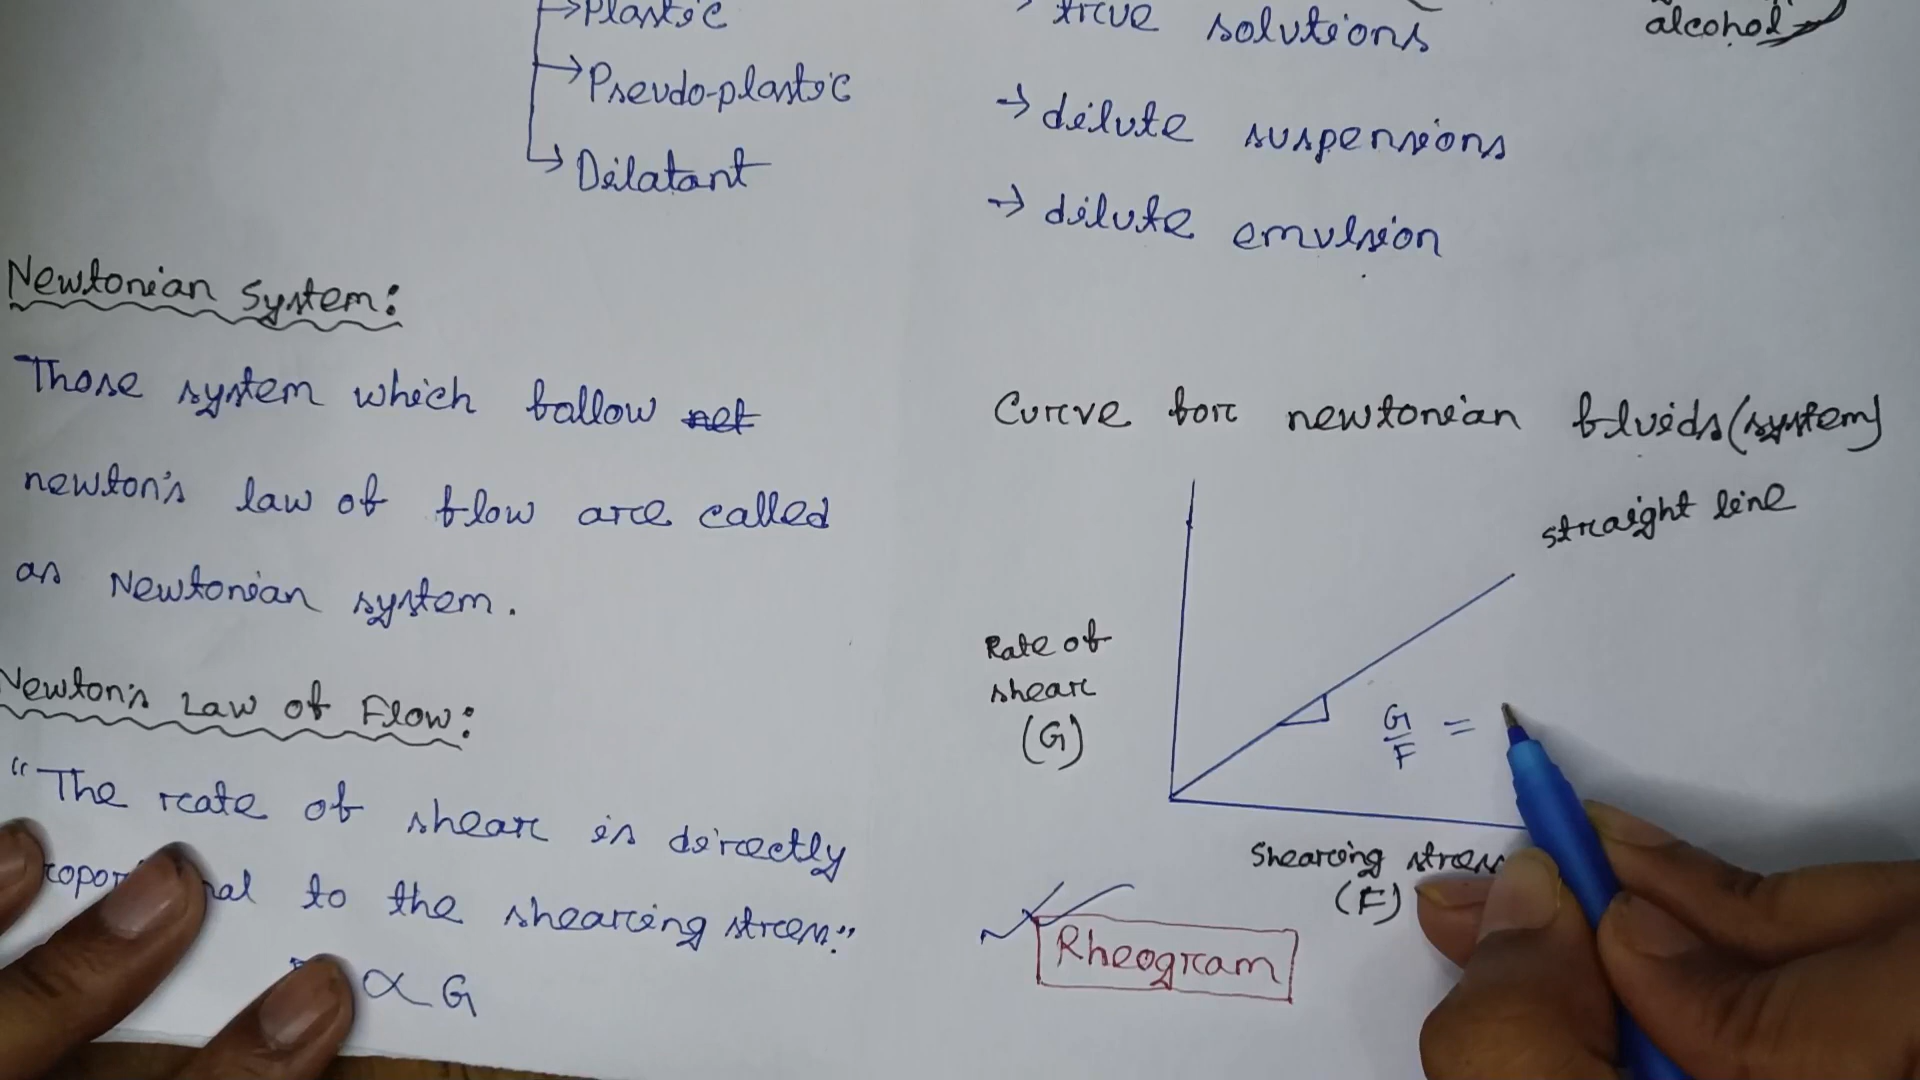 →Plastic
→Pseudo-plastic
→Dilatant
→ true solutions
→ dilute suspensions
→ dilute emulsion
alcohol
Newtonian System:
Those system which follow net
newton's law of flow are called
as Newtonian system.
Newton's Law of Flow:
"The rate of shear is directly
to the shearing stress."
∝ G
Curve for newtonian fluids (system)
straight line
Rate of
shear
(G)
G/F =
Shearing stress
(F)
Rheogram